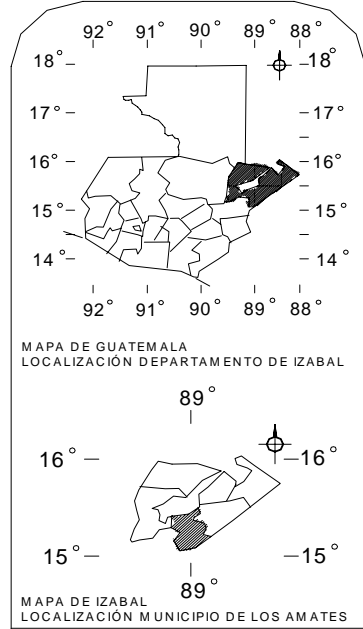 92° 91° 90° 89° 88°
18° 18°
17° 17°
16° 16°
15° 15°
14° 14°
92° 91° 90° 89° 88°
MAPA DE GUATEMALA
LOCALIZACIÓN DEPARTAMENTO DE IZABAL
89°
16° 16°
15° 15°
89°
MAPA DE IZABAL
LOCALIZACIÓN MUNICIPIO DE LOS AMATES